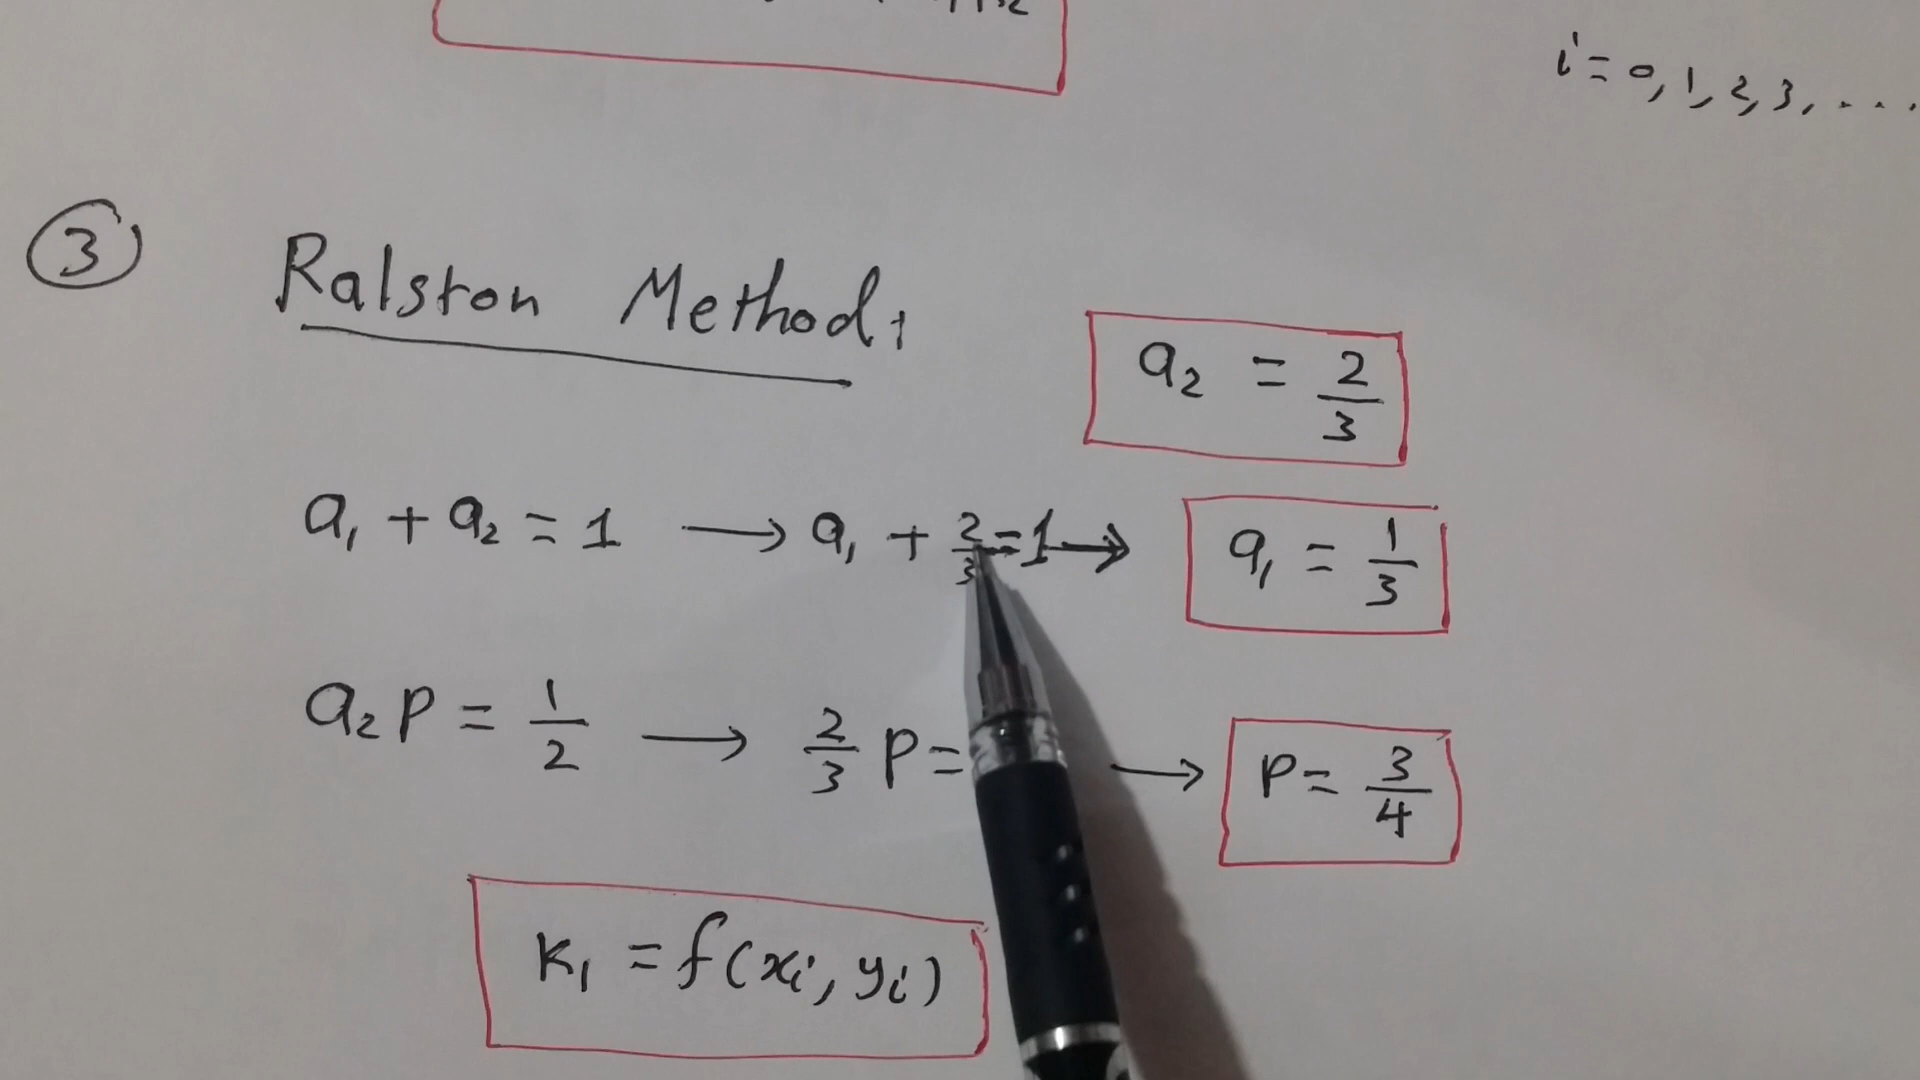 i = 0, 1, 2, 3, ....
3
Ralston Method:
a₂ = 2/3
a₁ + a₂ = 1 → a₁ + 2/3 = 1 → a₁ = 1/3
a₂ p = 1/2 → 2/3 p = → p = 3/4
k₁ = f(xᵢ, yᵢ)